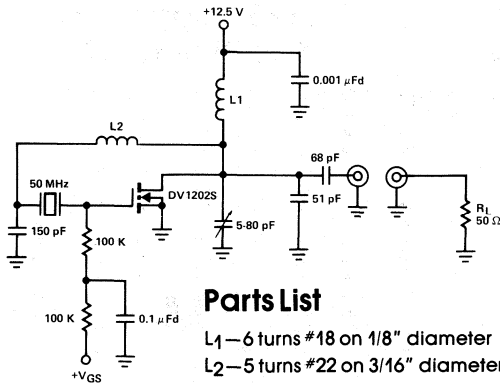 +12.5 V
0.001 µFd
L1
L2
50 MHz
DV1202S
68 pF
51 pF
5-80 pF
150 pF
100 K
RL
50 Ω
100 K
0.1 µFd
+VGS
Parts List
L1—6 turns #18 on 1/8" diameter
L2—5 turns #22 on 3/16" diameter